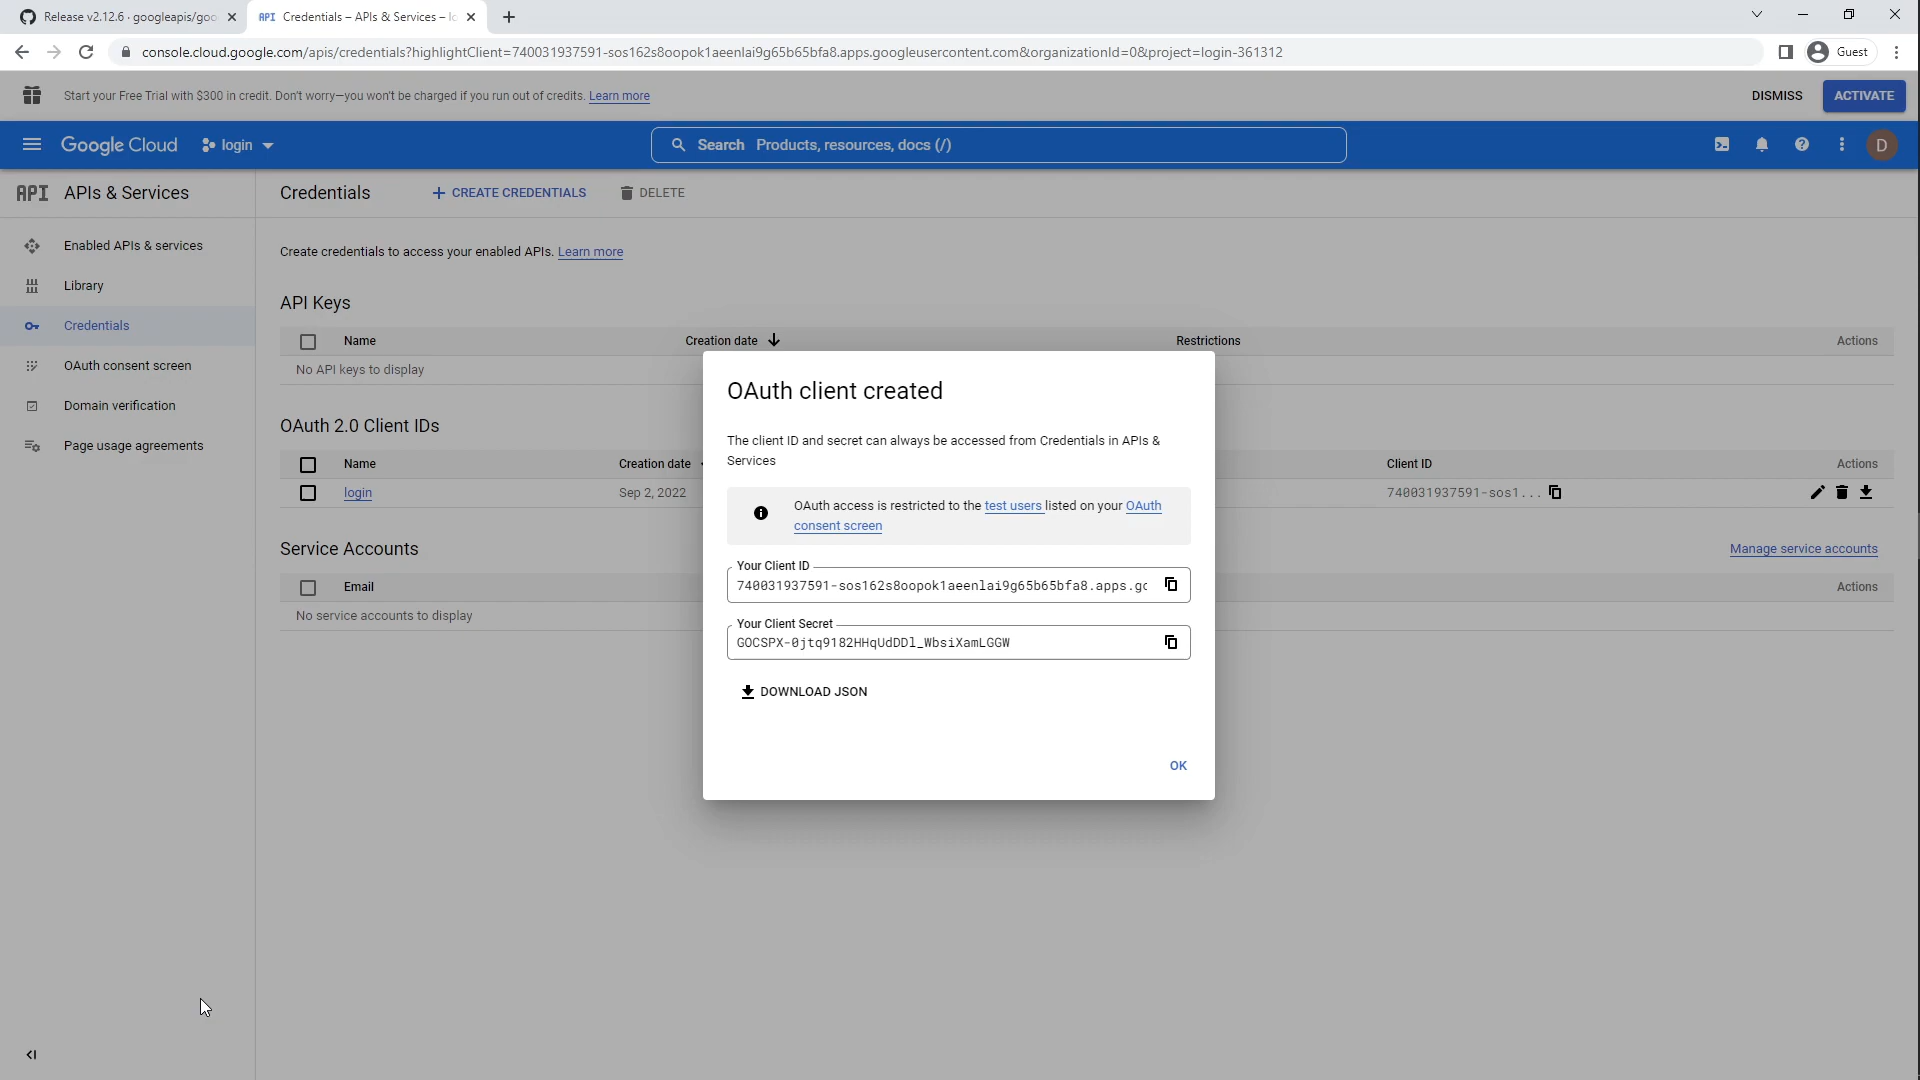 Release v2.12.6 · googleapis/goo
API Credentials – APIs & Services – lo
console.cloud.google.com/apis/credentials?highlightClient=740031937591-sos162s8oopok1aeenlai9g65b65bfa8.apps.googleusercontent.com&organizationId=0&project=login-361312
Guest
Start your Free Trial with $300 in credit. Don't worry—you won't be charged if you run out of credits. Learn more
DISMISS
ACTIVATE
Google Cloud
login
Search Products, resources, docs (/)
D
API APIs & Services
Enabled APIs & services
Library
Credentials
OAuth consent screen
Domain verification
Page usage agreements
Credentials
CREATE CREDENTIALS
DELETE
Create credentials to access your enabled APIs. Learn more
API Keys
Name Creation date Restrictions Actions
No API keys to display
OAuth 2.0 Client IDs
Name Creation date Client ID Actions
login Sep 2, 2022 740031937591-sos1...
Service Accounts
Manage service accounts
Email Actions
No service accounts to display
OAuth client created
The client ID and secret can always be accessed from Credentials in APIs &
Services
OAuth access is restricted to the test users listed on your OAuth
consent screen
Your Client ID
740031937591-sos162s8oopok1aeenlai9g65b65bfa8.apps.gc
Your Client Secret
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
DOWNLOAD JSON
OK